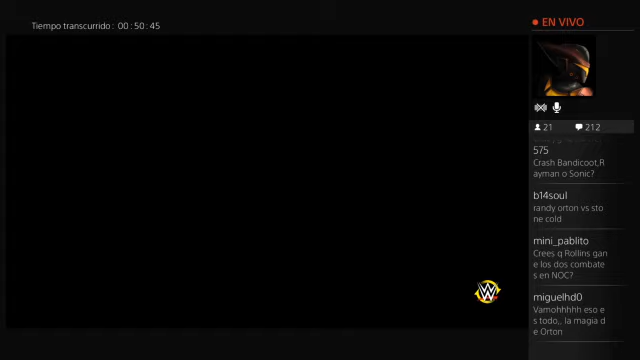 Tiempo transcurrido: 00:50:45
EN VIVO
21 212
575
Crash Bandicoot,R
ayman o Sonic?
b14soul
randy orton vs sto
ne cold
mini_pablito
Crees q Rollins gan
e los dos combate
s en NOC?
miguelhd0
Vamohhhhh eso e
s todo,, la magia d
e Orton